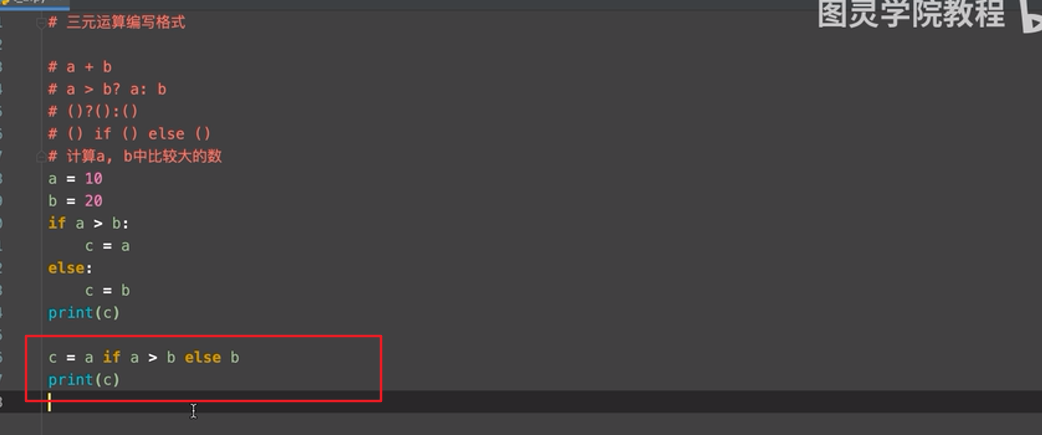 图灵学院教程
# 三元运算编写格式
# a + b
# a > b? a: b
# ()?():()
# () if () else ()
# 计算a, b中比较大的数
a = 10
b = 20
if a > b:
    c = a
else:
    c = b
print(c)
c = a if a > b else b
print(c)